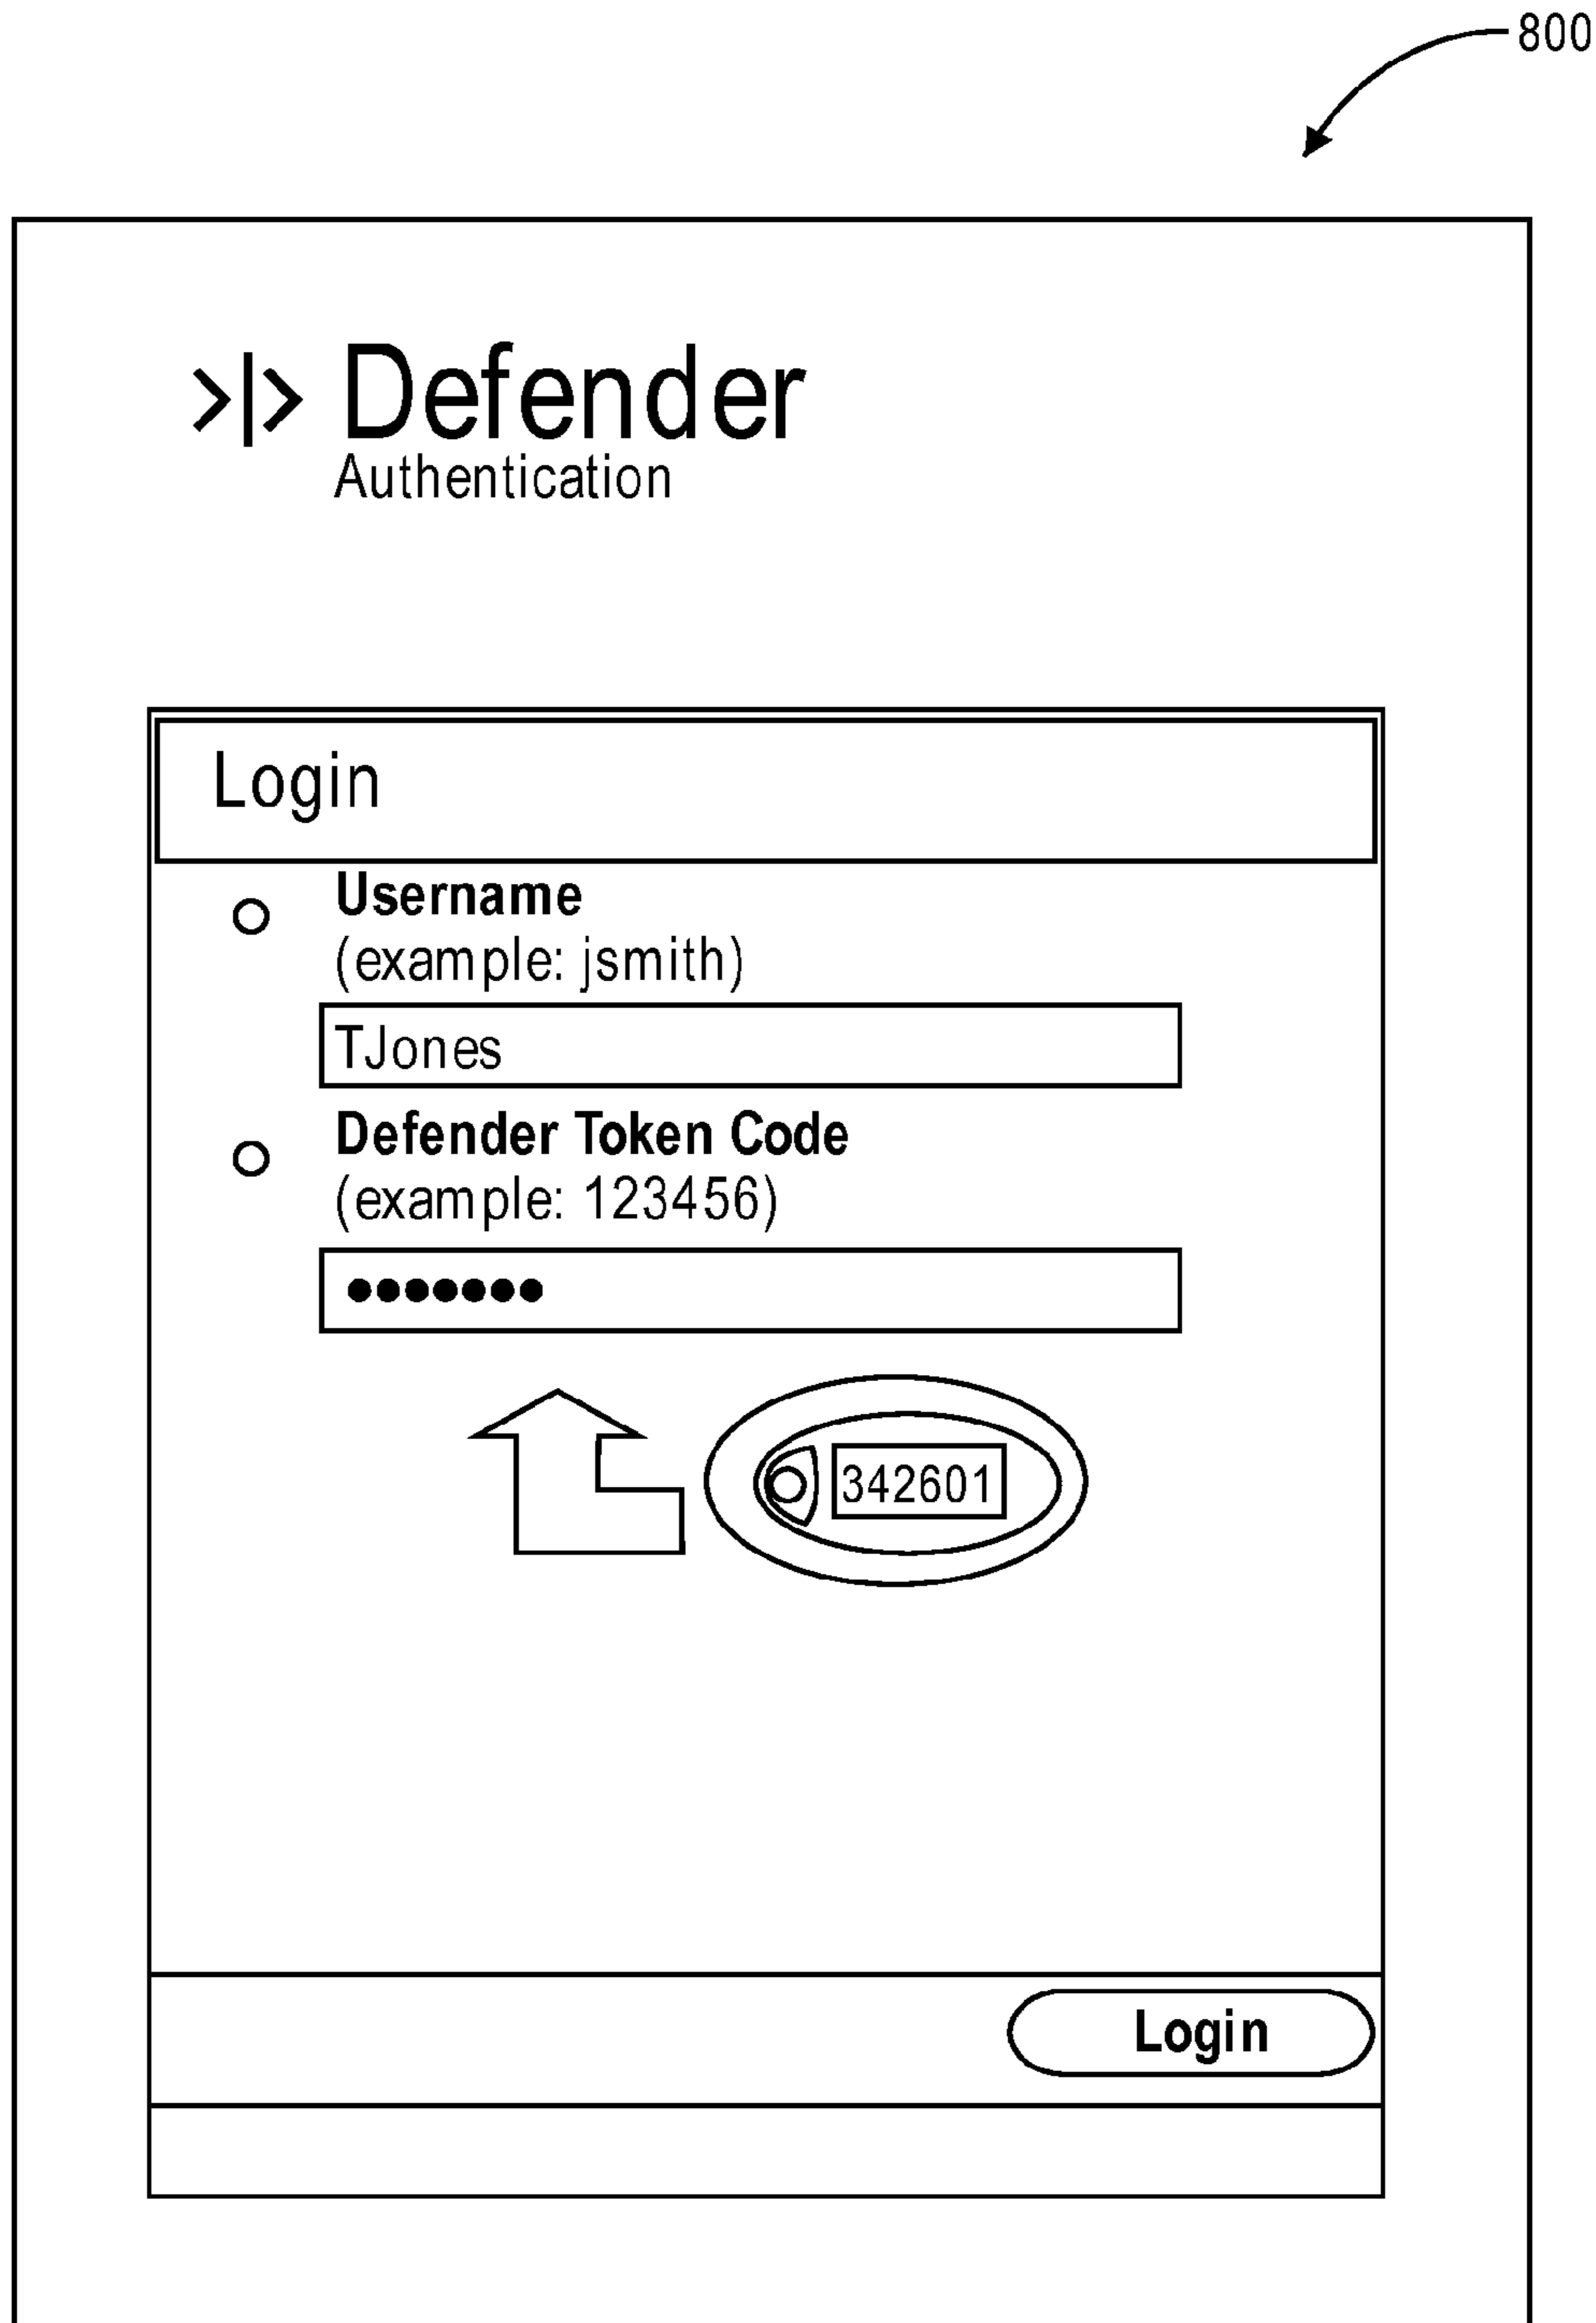 800
>|> Defender
Authentication
Login
Username
(example: jsmith)
TJones
Defender Token Code
(example: 123456)
•••••••
342601
Login